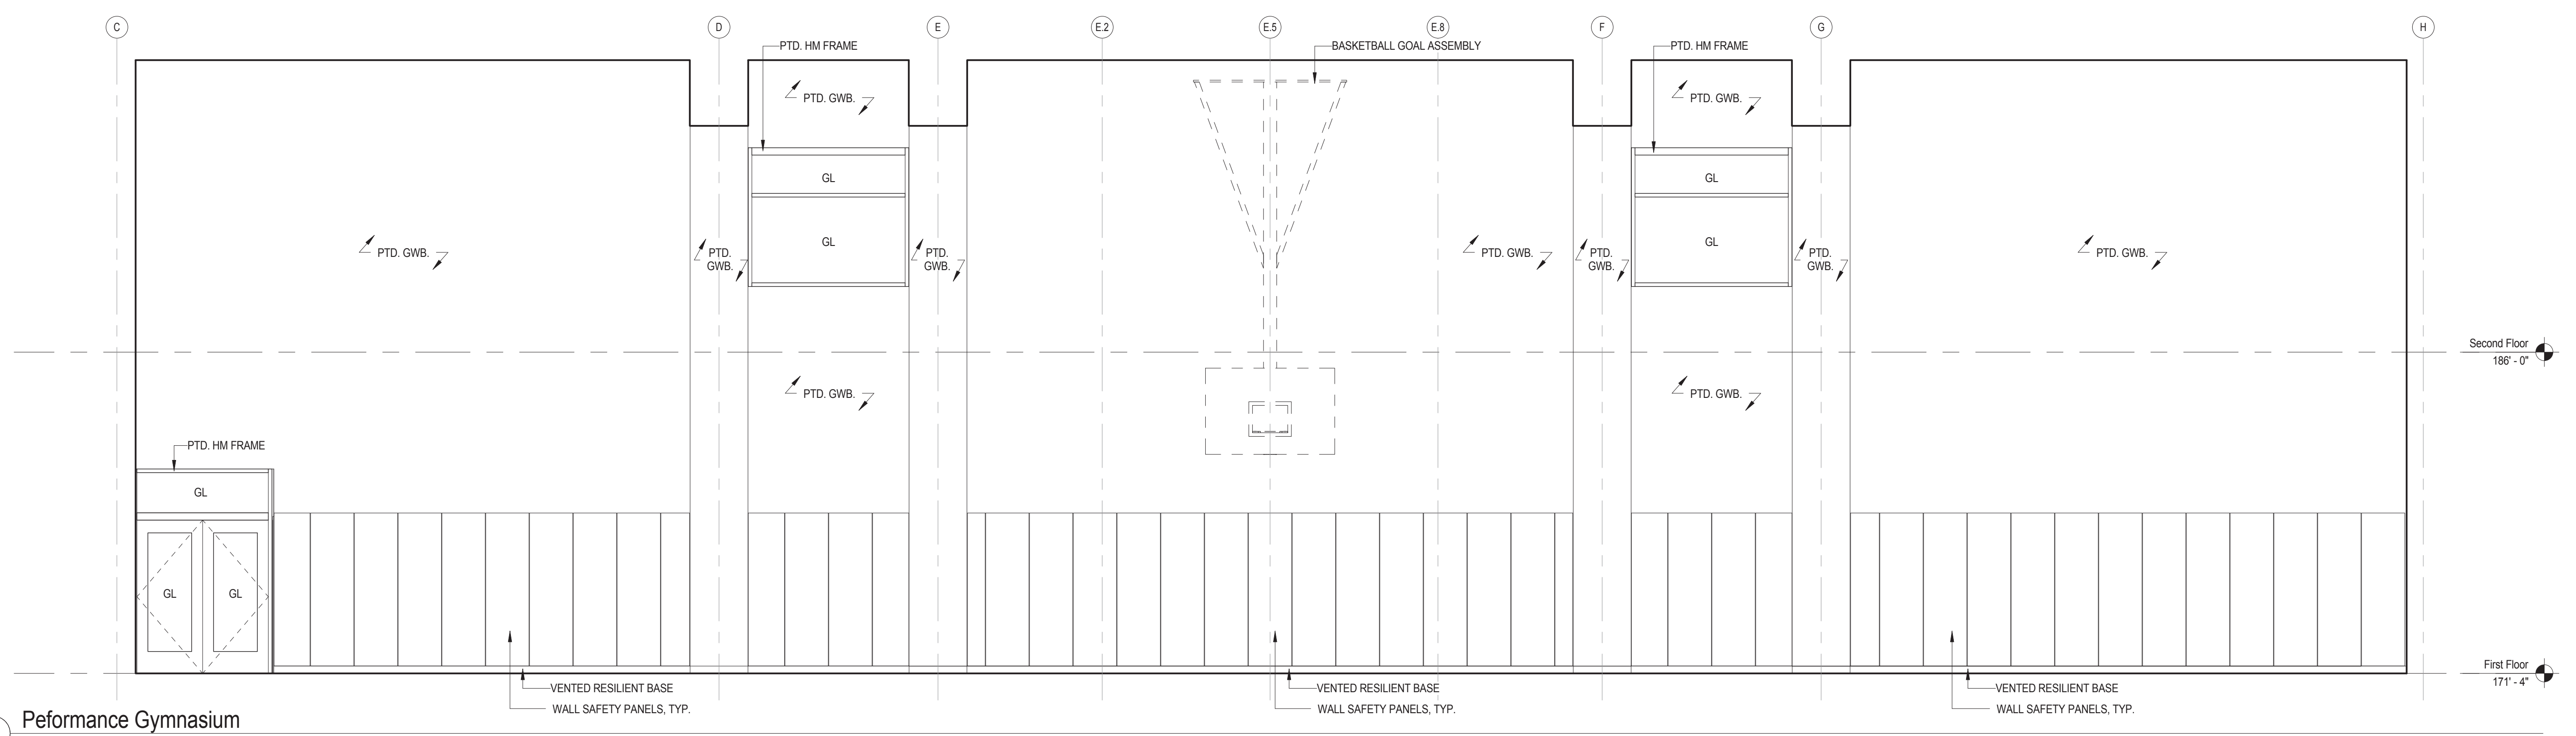 C D E E.2 E.5 E.8 F G H
PTD. HM FRAME
BASKETBALL GOAL ASSEMBLY
PTD. HM FRAME
PTD. GWB.
PTD. GWB.
GL
GL
GL
GL
PTD. GWB.
PTD.
GWB.
PTD.
GWB.
PTD. GWB.
PTD.
GWB.
PTD.
GWB.
PTD. GWB.
Second Floor
186' - 0"
PTD. GWB.
PTD. GWB.
PTD. HM FRAME
GL
GL
GL
First Floor
171' - 4"
VENTED RESILIENT BASE
WALL SAFETY PANELS, TYP.
VENTED RESILIENT BASE
WALL SAFETY PANELS, TYP.
VENTED RESILIENT BASE
WALL SAFETY PANELS, TYP.
Peformance Gymnasium